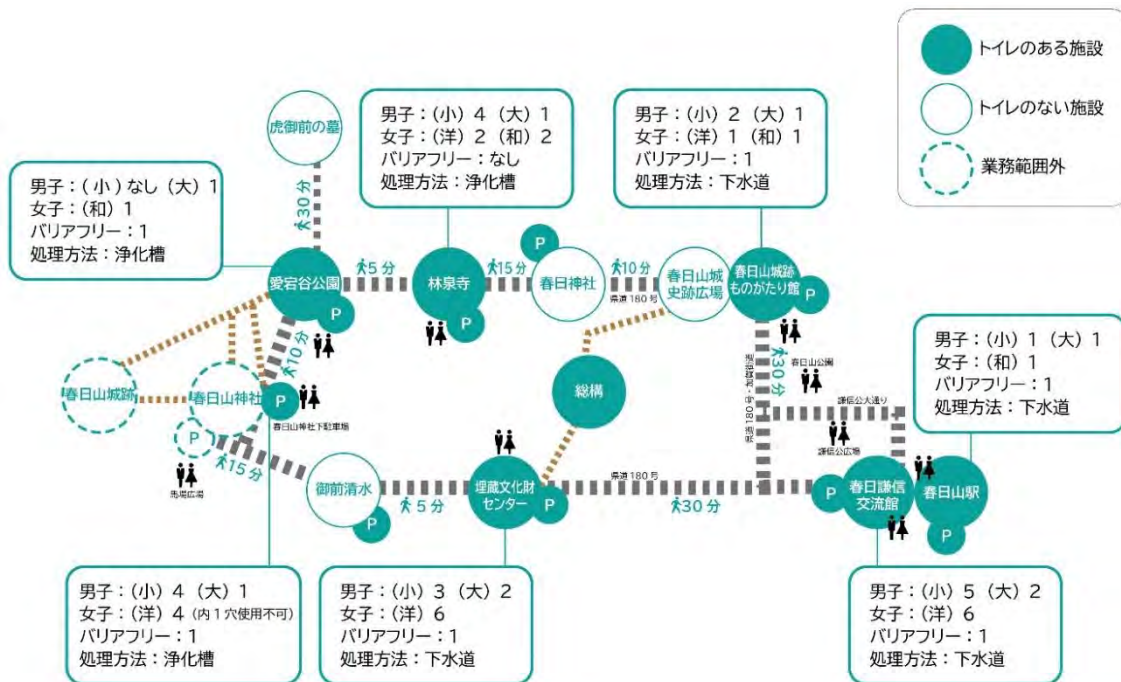 トイレのある施設
トイレのない施設
業務範囲外
虎御前の墓
男子：（小）4（大）1
女子：（洋）2（和）2
バリアフリー：なし
処理方法：浄化槽
男子：（小）2（大）1
女子：（洋）1（和）1
バリアフリー：1
処理方法：下水道
男子：（小）なし（大）1
女子：（和）1
バリアフリー：1
処理方法：浄化槽
30分
愛宕谷公園
P
5分
林泉寺
P
15分
P
春日神社
10分
県道180号
春日山城
史跡広場
春日山城跡
ものがたり館
P
10分
30分
春日山公園
男子：（小）1（大）1
女子：（和）1
バリアフリー：1
処理方法：下水道
春日山城跡
春日山神社
P
春日山神社下駐車場
総構
謙信公大通り
謙信公広場
P
馬場広場
15分
御前清水
P
5分
埋蔵文化財
センター
P
県道180号
30分
P
春日謙信
交流館
春日山駅
P
男子：（小）4（大）1
女子：（洋）4（内1穴使用不可）
バリアフリー：1
処理方法：浄化槽
男子：（小）3（大）2
女子：（洋）6
バリアフリー：1
処理方法：下水道
男子：（小）5（大）2
女子：（洋）6
バリアフリー：1
処理方法：下水道